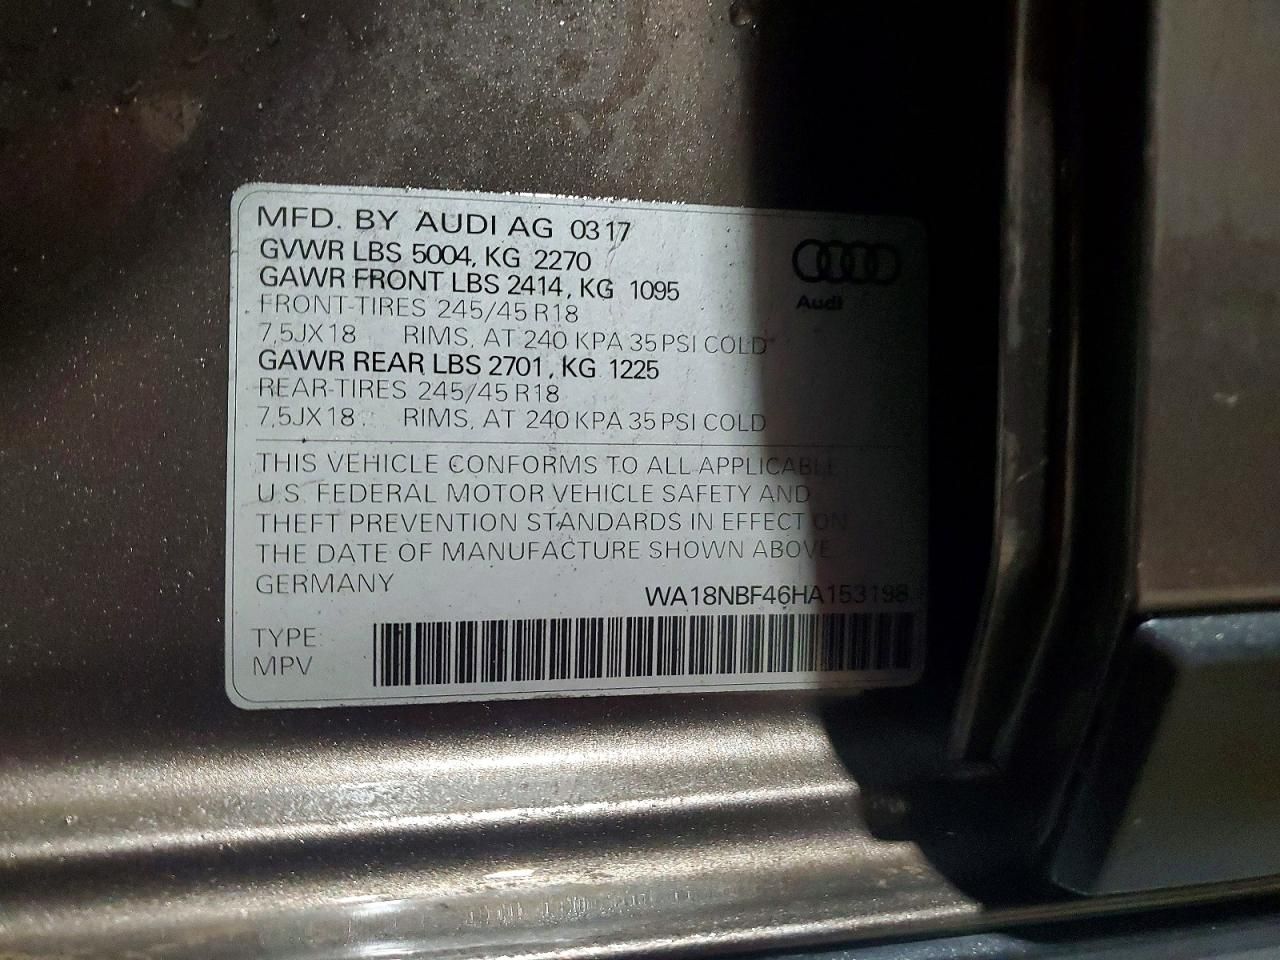 MFD. BY AUDI AG 0317
GVWR LBS 5004, KG 2270
GAWR FRONT LBS 2414, KG 1095
FRONT-TIRES 245/45 R18
7,5JX18 RIMS, AT 240 KPA 35 PSI COLD
GAWR REAR LBS 2701, KG 1225
REAR-TIRES 245/45 R18
7,5JX18 RIMS, AT 240 KPA 35 PSI COLD
Audi
THIS VEHICLE CONFORMS TO ALL APPLICABLE
U.S. FEDERAL MOTOR VEHICLE SAFETY AND
THEFT PREVENTION STANDARDS IN EFFECT ON
THE DATE OF MANUFACTURE SHOWN ABOVE
GERMANY WA18NBF46HA153198
TYPE:
MPV